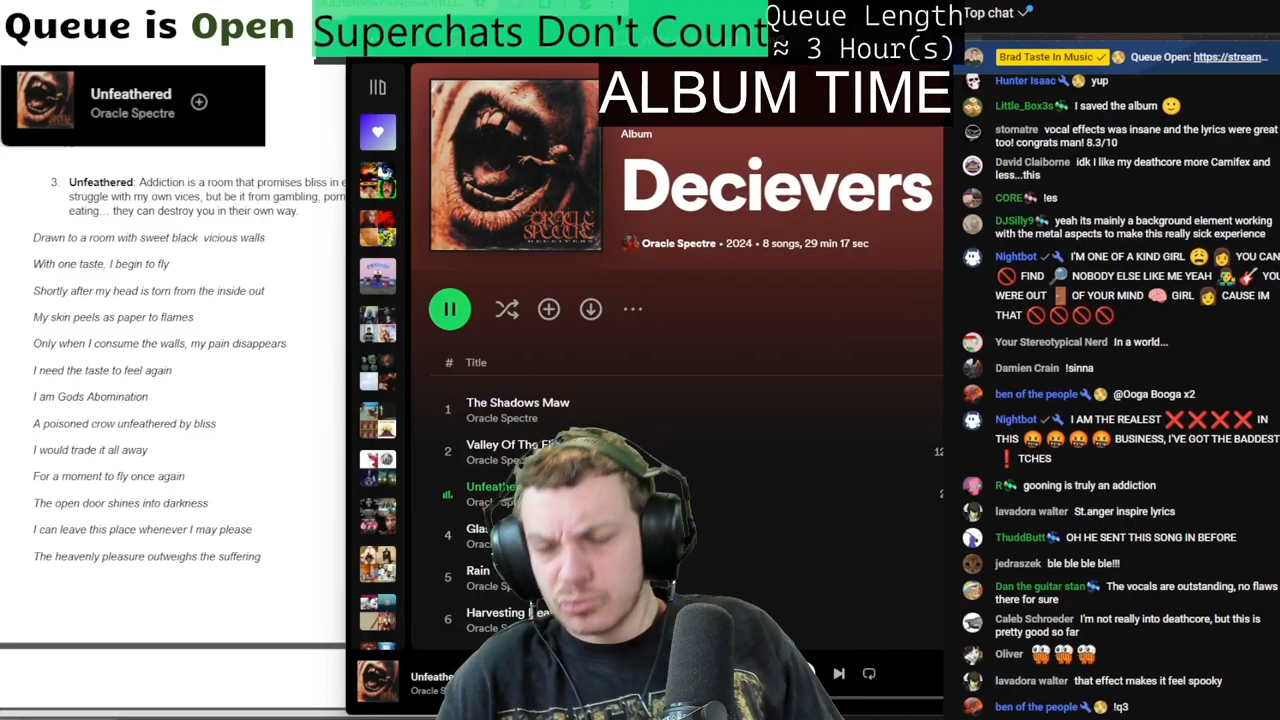 Queue is Open
Superchats Don't Count
Queue Length
≈ 3 Hour(s)
ALBUM TIME
Unfeathered
Oracle Spectre
3. Unfeathered: Addiction is a room that promises bliss in e
struggle with my own vices, but be it from gambling, porn
eating… they can destroy you in their own way.
Drawn to a room with sweet black vicious walls
With one taste, I begin to fly
Shortly after my head is torn from the inside out
My skin peels as paper to flames
Only when I consume the walls, my pain disappears
I need the taste to feel again
I am Gods Abomination
A poisoned crow unfeathered by bliss
I would trade it all away
For a moment to fly once again
The open door shines into darkness
I can leave this place whenever I may please
The heavenly pleasure outweighs the suffering
ORACLE
SPECTRE
DECIEVERS
Album
Decievers
Oracle Spectre • 2024 • 8 songs, 29 min 17 sec
# Title
1 The Shadows Maw
Oracle Spectre
2 Valley Of The
Oracle Spec
12
Unfeathe
Orac
2
4 Glas
Orac
5 Rain
Orac
6 Harvesting
Oracle
Unfeathe
Oracle S
Top chat
Brad Taste In Music Queue Open: https://stream...
Hunter Isaac yup
Little_Box3s I saved the album 🙂
stomatre vocal effects was insane and the lyrics were great
too! congrats man! 8.3/10
David Claiborne idk I like my deathcore more Carnifex and
less...this
CORE !es
DJSilly9 yeah its mainly a background element working
with the metal aspects to make this really sick experience
Nightbot I'M ONE OF A KIND GIRL 😩 👩 YOU CAN
🚫 FIND 🔎 NOBODY ELSE LIKE ME YEAH 👨‍🎤 🎸 YOU
WERE OUT 🚪 OF YOUR MIND 🧠 GIRL 👩 CAUSE IM
THAT 🚫 🚫 🚫 🚫
Your Stereotypical Nerd In a world...
Damien Crain !sinna
ben of the people @Ooga Booga x2
Nightbot I AM THE REALEST ❌❌❌❌ IN
THIS 🤬 🤬 🤬 🤬 BUSINESS, I'VE GOT THE BADDEST
❗ TCHES
R gooning is truly an addiction
lavadora walter St.anger inspire lyrics
ThuddButt OH HE SENT THIS SONG IN BEFORE
jedraszek ble ble ble ble!!!
Dan the guitar stan The vocals are outstanding, no flaws
there for sure
Caleb Schroeder I'm not really into deathcore, but this is
pretty good so far
Oliver
lavadora walter that effect makes it feel spooky
ben of the people !q3